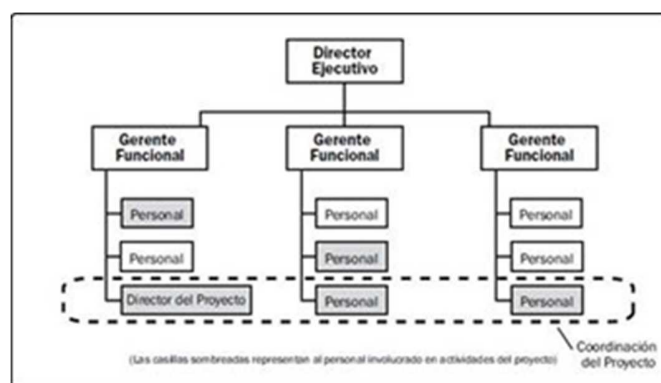 Director
Ejecutivo
Gerente
Funcional
Gerente
Funcional
Gerente
Funcional
Personal
Personal
Personal
Personal
Personal
Personal
Director del Proyecto
Personal
Personal
(Las casillas sombreadas representan al personal involucrado en actividades del proyecto)
Coordinación
del Proyecto